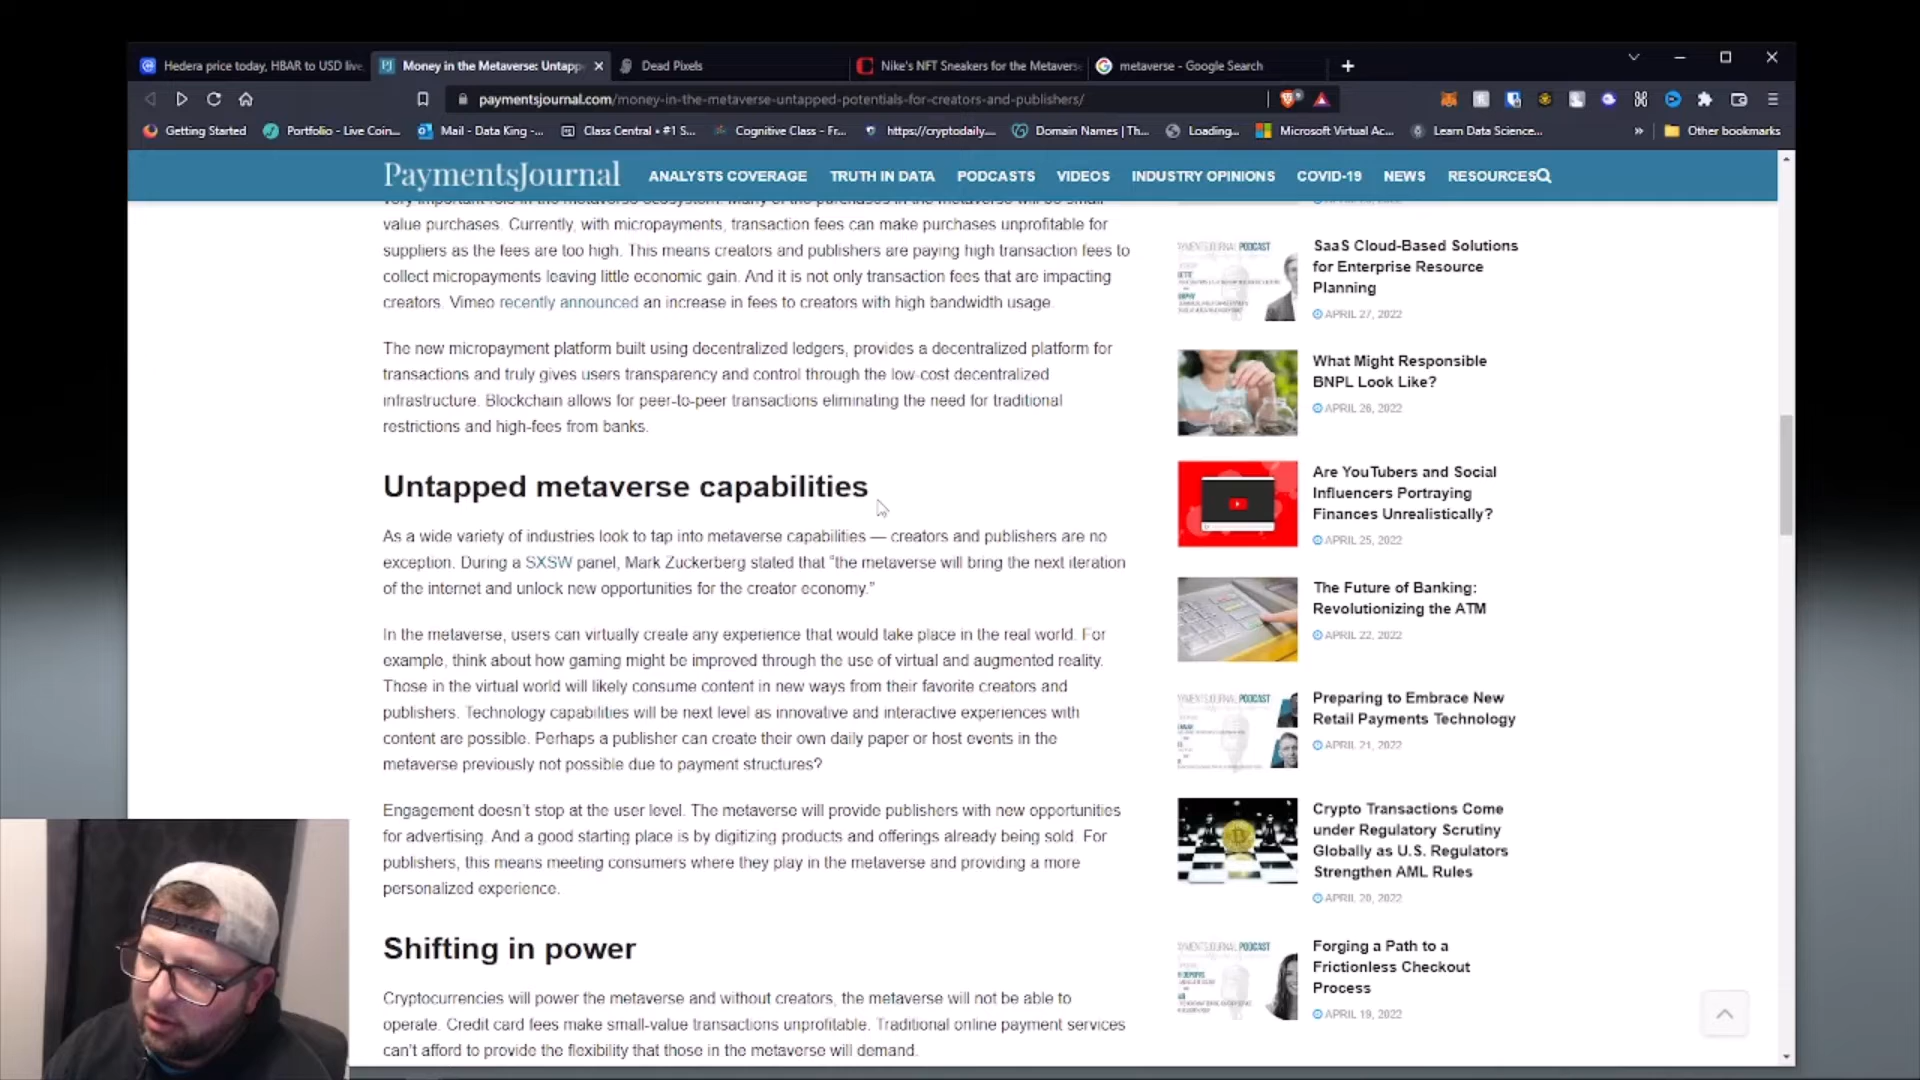 Hedera price today, HBAR to USD live,
Money in the Metaverse: Untapp
Dead Pixels
Nike's NFT Sneakers for the Metavers
metaverse - Google Search
paymentsjournal.com/money-in-the-metaverse-untapped-potentials-for-creators-and-publishers/
Getting Started
Portfolio - Live Coin...
Mail - Data King -...
Class Central • #1 S...
Cognitive Class - Fr...
https://cryptodaily....
Domain Names | Th...
Loading...
Microsoft Virtual Ac...
Learn Data Science...
Other bookmarks
PaymentsJournal
ANALYSTS COVERAGE
TRUTH IN DATA
PODCASTS
VIDEOS
INDUSTRY OPINIONS
COVID-19
NEWS
RESOURCES
very important role in the metaverse ecosystem. Many of the purchases in the metaverse will be small
value purchases. Currently, with micropayments, transaction fees can make purchases unprofitable for
suppliers as the fees are too high. This means creators and publishers are paying high transaction fees to
collect micropayments leaving little economic gain. And it is not only transaction fees that are impacting
creators. Vimeo recently announced an increase in fees to creators with high bandwidth usage.
The new micropayment platform built using decentralized ledgers, provides a decentralized platform for
transactions and truly gives users transparency and control through the low-cost decentralized
infrastructure. Blockchain allows for peer-to-peer transactions eliminating the need for traditional
restrictions and high-fees from banks.
Untapped metaverse capabilities
As a wide variety of industries look to tap into metaverse capabilities — creators and publishers are no
exception. During a SXSW panel, Mark Zuckerberg stated that “the metaverse will bring the next iteration
of the internet and unlock new opportunities for the creator economy.”
In the metaverse, users can virtually create any experience that would take place in the real world. For
example, think about how gaming might be improved through the use of virtual and augmented reality.
Those in the virtual world will likely consume content in new ways from their favorite creators and
publishers. Technology capabilities will be next level as innovative and interactive experiences with
content are possible. Perhaps a publisher can create their own daily paper or host events in the
metaverse previously not possible due to payment structures?
Engagement doesn’t stop at the user level. The metaverse will provide publishers with new opportunities
for advertising. And a good starting place is by digitizing products and offerings already being sold. For
publishers, this means meeting consumers where they play in the metaverse and providing a more
personalized experience.
Shifting in power
Cryptocurrencies will power the metaverse and without creators, the metaverse will not be able to
operate. Credit card fees make small-value transactions unprofitable. Traditional online payment services
can’t afford to provide the flexibility that those in the metaverse will demand.
SaaS Cloud-Based Solutions
for Enterprise Resource
Planning
APRIL 27, 2022
What Might Responsible
BNPL Look Like?
APRIL 26, 2022
Are YouTubers and Social
Influencers Portraying
Finances Unrealistically?
APRIL 25, 2022
The Future of Banking:
Revolutionizing the ATM
APRIL 22, 2022
Preparing to Embrace New
Retail Payments Technology
APRIL 21, 2022
Crypto Transactions Come
under Regulatory Scrutiny
Globally as U.S. Regulators
Strengthen AML Rules
APRIL 20, 2022
Forging a Path to a
Frictionless Checkout
Process
APRIL 19, 2022